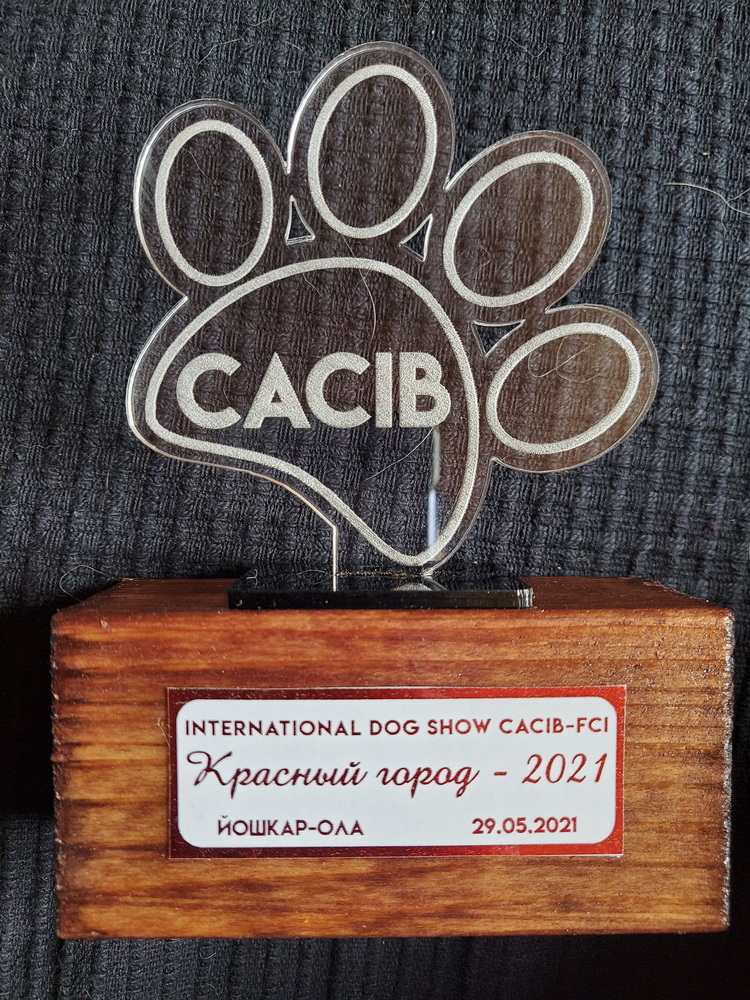 CACIB
INTERNATIONAL DOG SHOW CACIB-FCI
Красный город - 2021
ЙОШКАР-ОЛА 29.05.2021